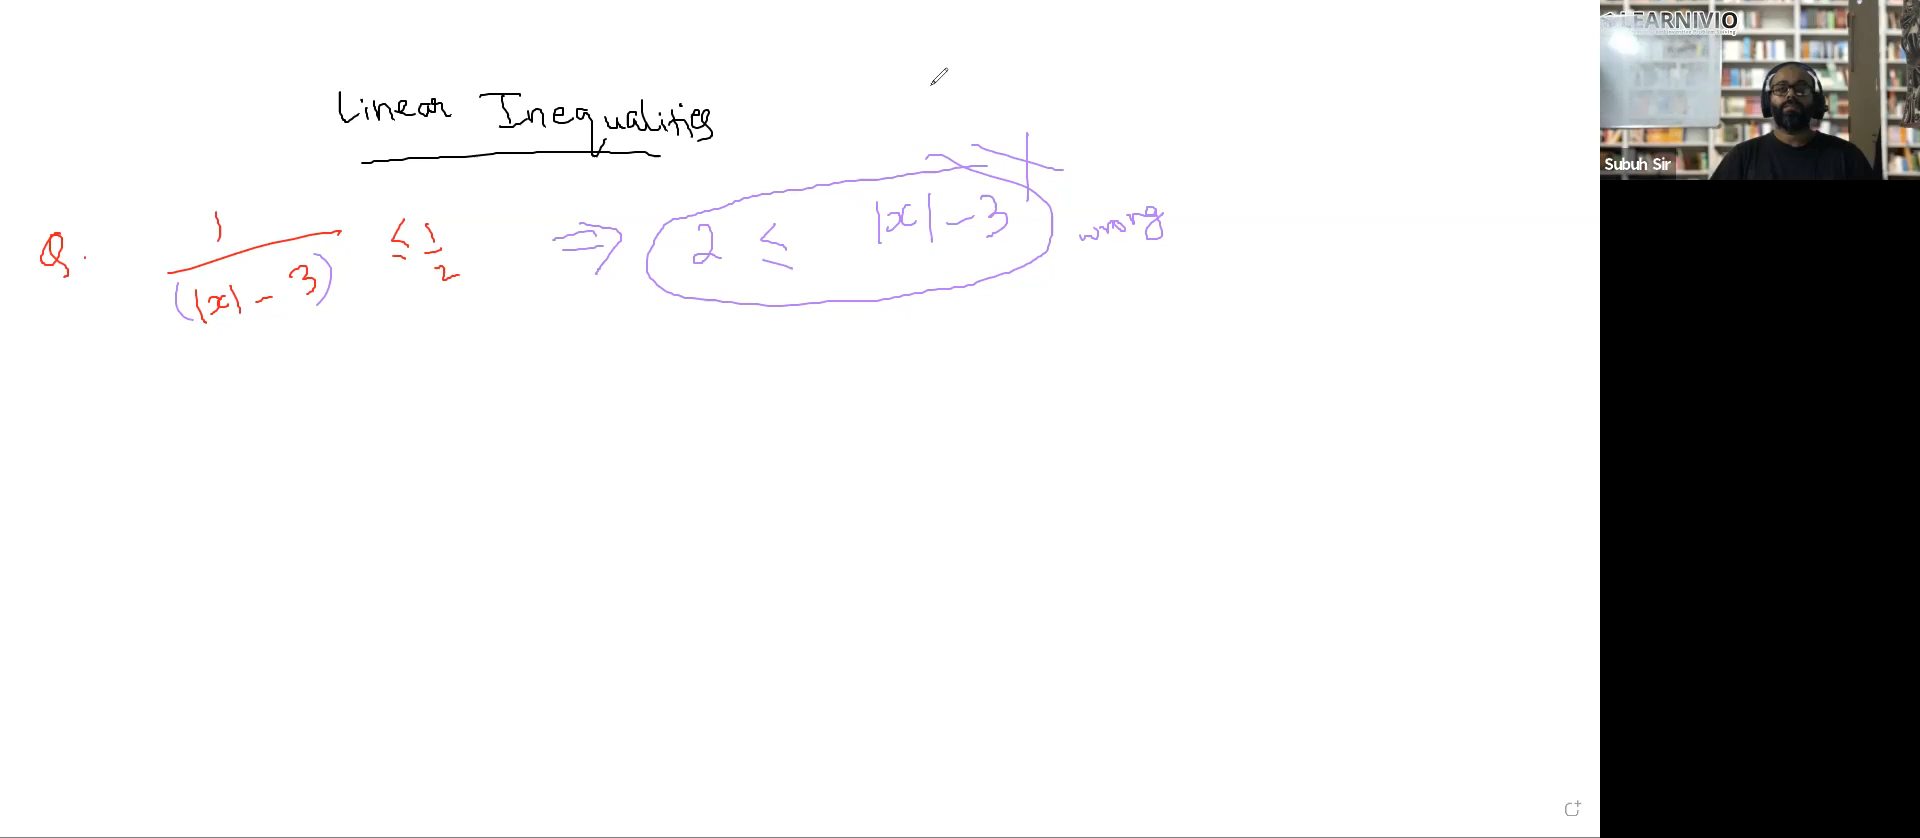 LEARNIVIO
Subuh Sir
Linear Inequalities
Q. 1/(|x| - 3) ≤ 1/2 ⇒ 2 ≤ |x| - 3 wrong